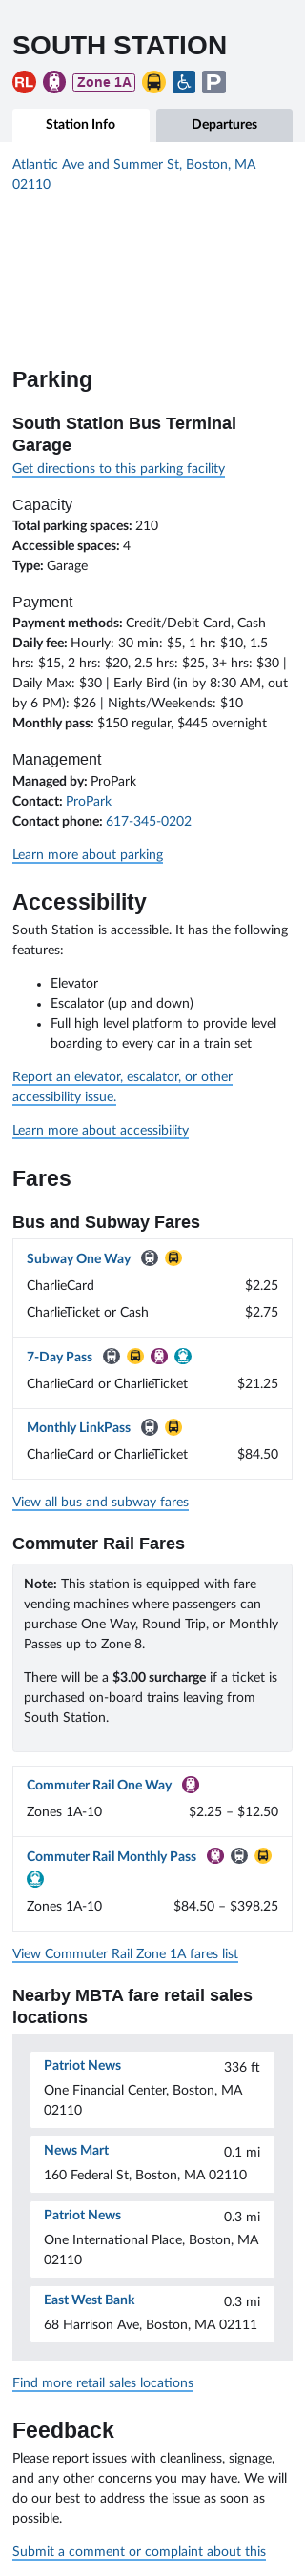 SOUTH STATION
RL Zone 1A P
Station Info Departures
Atlantic Ave and Summer St, Boston, MA
02110
Parking
South Station Bus Terminal
Garage
Get directions to this parking facility
Capacity
Total parking spaces: 210
Accessible spaces: 4
Type: Garage
Payment
Payment methods: Credit/Debit Card, Cash
Daily fee: Hourly: 30 min: $5, 1 hr: $10, 1.5
hrs: $15, 2 hrs: $20, 2.5 hrs: $25, 3+ hrs: $30 |
Daily Max: $30 | Early Bird (in by 8:30 AM, out
by 6 PM): $26 | Nights/Weekends: $10
Monthly pass: $150 regular, $445 overnight
Management
Managed by: ProPark
Contact: ProPark
Contact phone: 617-345-0202
Learn more about parking
Accessibility
South Station is accessible. It has the following
features:
• Elevator
• Escalator (up and down)
• Full high level platform to provide level
boarding to every car in a train set
Report an elevator, escalator, or other
accessibility issue.
Learn more about accessibility
Fares
Bus and Subway Fares
Subway One Way
CharlieCard $2.25
CharlieTicket or Cash $2.75
7-Day Pass
CharlieCard or CharlieTicket $21.25
Monthly LinkPass
CharlieCard or CharlieTicket $84.50
View all bus and subway fares
Commuter Rail Fares
Note: This station is equipped with fare
vending machines where passengers can
purchase One Way, Round Trip, or Monthly
Passes up to Zone 8.
There will be a $3.00 surcharge if a ticket is
purchased on-board trains leaving from
South Station.
Commuter Rail One Way
Zones 1A-10 $2.25 – $12.50
Commuter Rail Monthly Pass
Zones 1A-10 $84.50 – $398.25
View Commuter Rail Zone 1A fares list
Nearby MBTA fare retail sales
locations
Patriot News 336 ft
One Financial Center, Boston, MA
02110
News Mart 0.1 mi
160 Federal St, Boston, MA 02110
Patriot News 0.3 mi
One International Place, Boston, MA
02110
East West Bank 0.3 mi
68 Harrison Ave, Boston, MA 02111
Find more retail sales locations
Feedback
Please report issues with cleanliness, signage,
and any other concerns you may have. We will
do our best to address the issue as soon as
possible.
Submit a comment or complaint about this